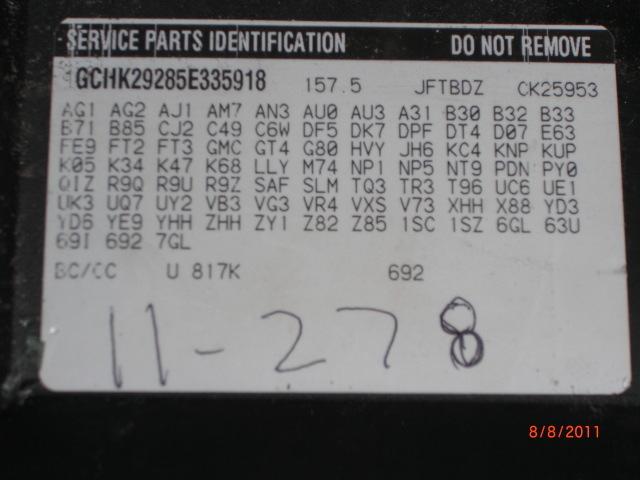 SERVICE PARTS IDENTIFICATION DO NOT REMOVE
1GCHK29285E335918 157.5 JFTBDZ CK25953
AG1 AG2 AJ1 AM7 AN3 AU0 AU3 A31 B30 B32 B33
B71 B85 CJ2 C49 C6W DF5 DK7 DPF DT4 D07 E63
FE9 FT2 FT3 GMC GT4 G80 HVY JH6 KC4 KNP KUP
K05 K34 K47 K68 LLY M74 NP1 NP5 NT9 PDN PY0
QIZ R9Q R9U R9Z SAF SLM TQ3 TR3 T96 UC6 UE1
UK3 UQ7 UY2 VB3 VG3 VR4 VXS V73 XHH X88 YD3
YD6 YE9 YHH ZHH ZY1 Z82 Z85 1SC 1SZ 6GL 63U
69I 692 7GL
BC/CC U 817K 692
11-278
8/8/2011